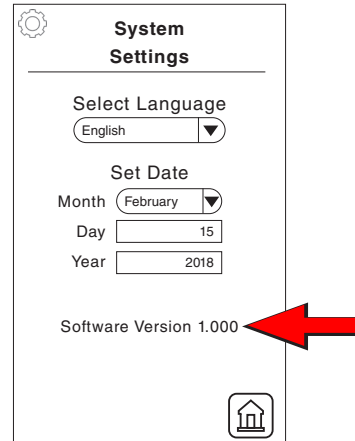 System
Settings
Select Language
English
Set Date
Month February
Day 15
Year 2018
Software Version 1.000